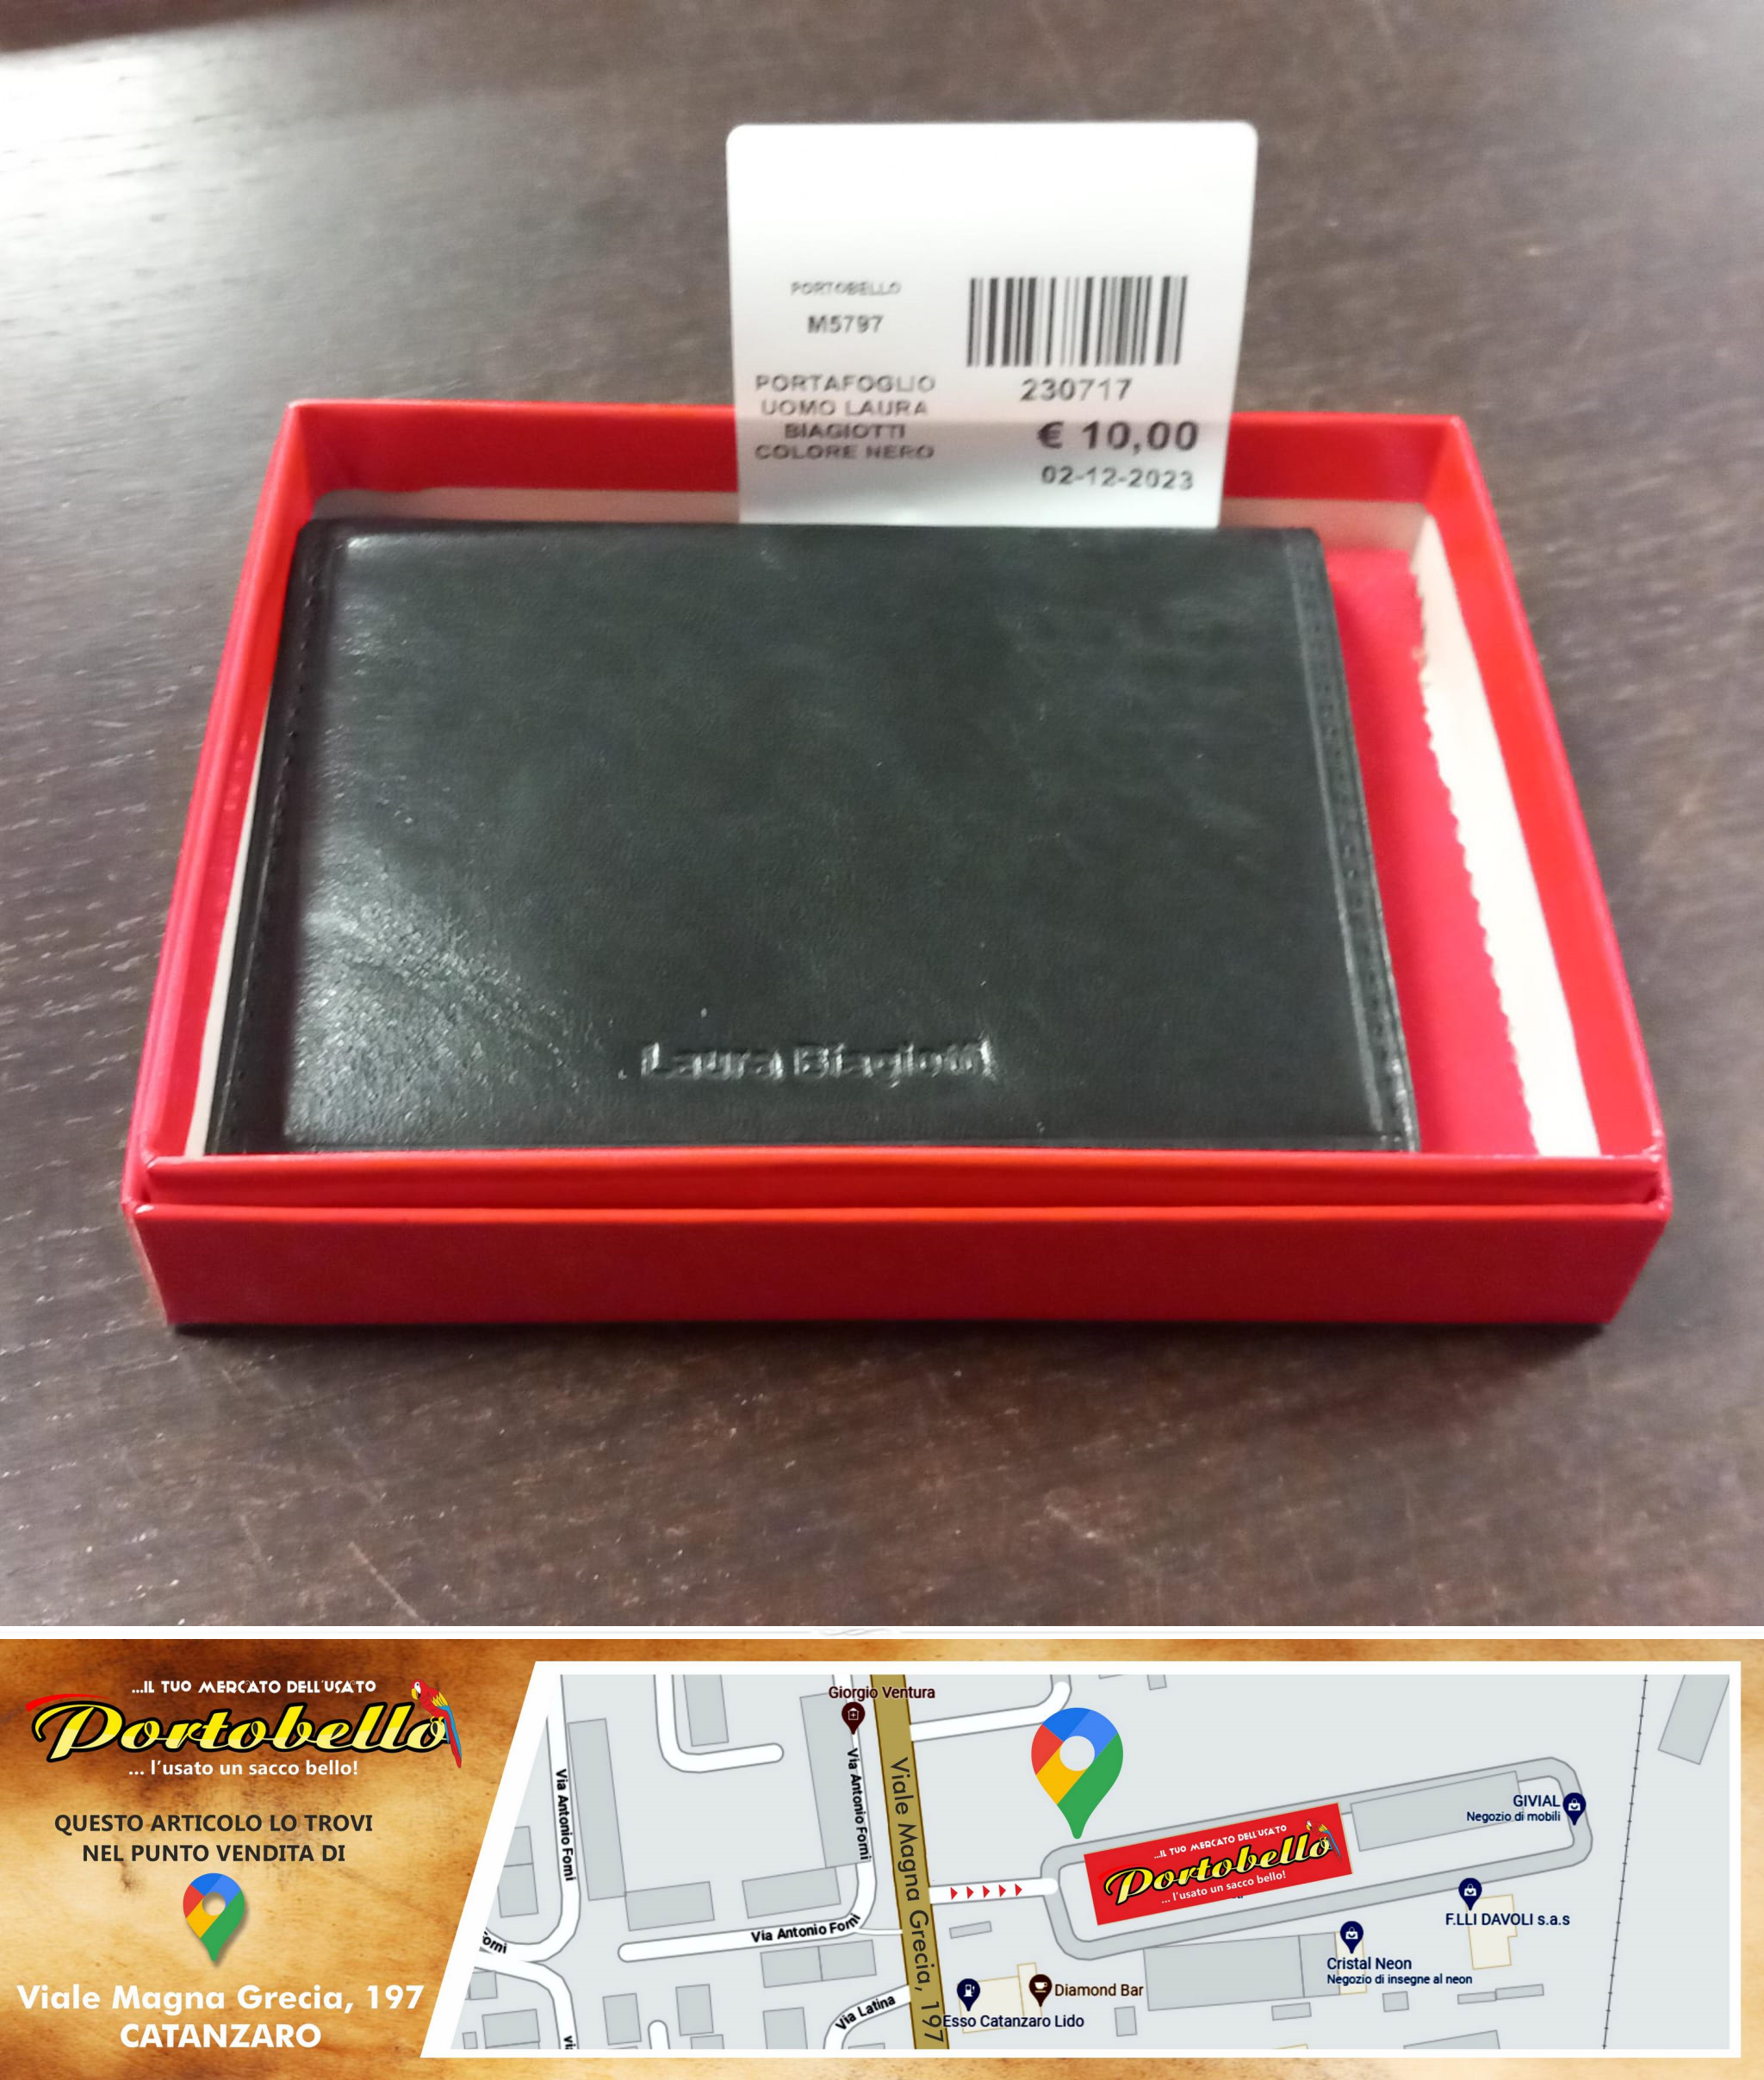 PORTOBELLO
M5797
PORTAFOGLIO
UOMO LAURA
BIAGIOTTI
COLORE NERO
230717
€ 10,00
02-12-2023
Laura Biagiotti
...IL TUO MERCATO DELL'USATO
Portobello
... l'usato un sacco bello!
QUESTO ARTICOLO LO TROVI
NEL PUNTO VENDITA DI
Viale Magna Grecia, 197
CATANZARO
Giorgio Ventura
Via Antonio Forni
Via Antonio Forni
Viale Magna Grecia, 197
GIVIAL
Negozio di mobili
...IL TUO MERCATO DELL'USATO
Portobello
... l'usato un sacco bello!
F.LLI DAVOLI s.a.s
Via Antonio Forni
Cristal Neon
Negozio di insegne al neon
Diamond Bar
Via Latina
Esso Catanzaro Lido